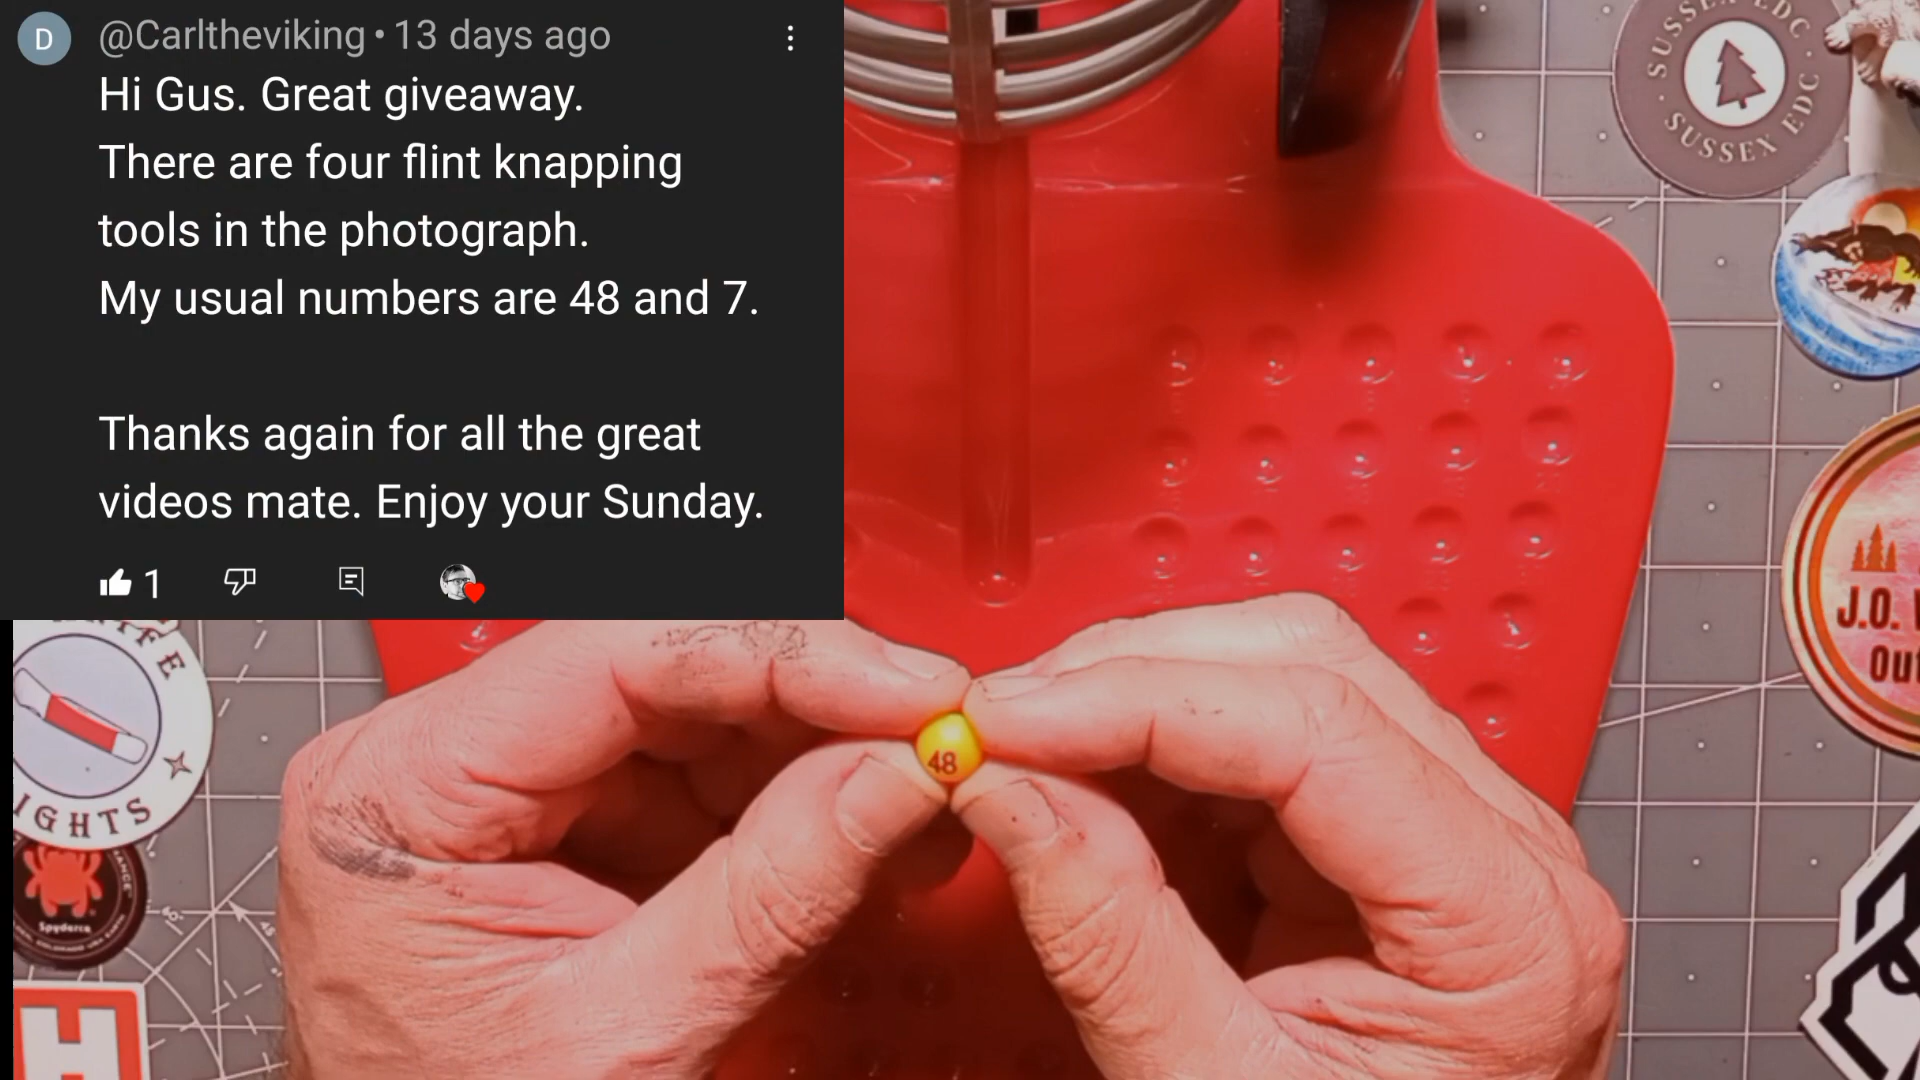 D
@Carltheviking • 13 days ago
Hi Gus. Great giveaway.
There are four flint knapping
tools in the photograph.
My usual numbers are 48 and 7.
Thanks again for all the great
videos mate. Enjoy your Sunday.
1
SUSSEX EDC • SUSSEX EDC •
48
J.O.
KNIFE
IGHTS
Spyderco
45
H